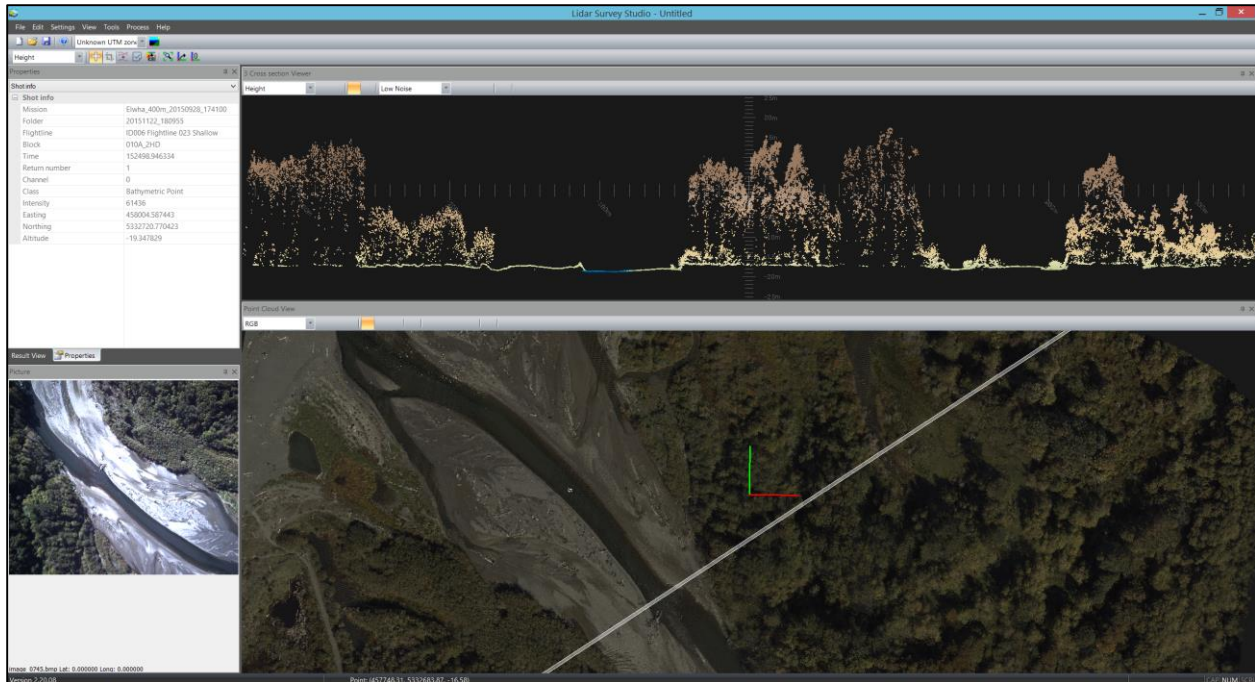 Lidar Survey Studio - Untitled
File Edit Settings View Tools Process Help
Unknown UTM zone
Height
Properties
Shot info
Shot info
Mission Elwha_400m_20150928_174100
Folder 20151122_180955
Flightline ID006 Flightline 023 Shallow
Block 010A_2HD
Time 152498.946334
Return number 1
Channel 0
Class Bathymetric Point
Intensity 61436
Easting 458004.587443
Northing 5332720.770423
Altitude -19.347829
Result View Properties
Picture
Image_0745.bmp Lat: 0.000000 Long: 0.000000
3 Cross section Viewer
Height Low Noise
20m
-20m
Point Cloud View
RGB
Version 2.20.08 Point: (457748.31, 5332683.87, -16.58) CAP NUM SCRL